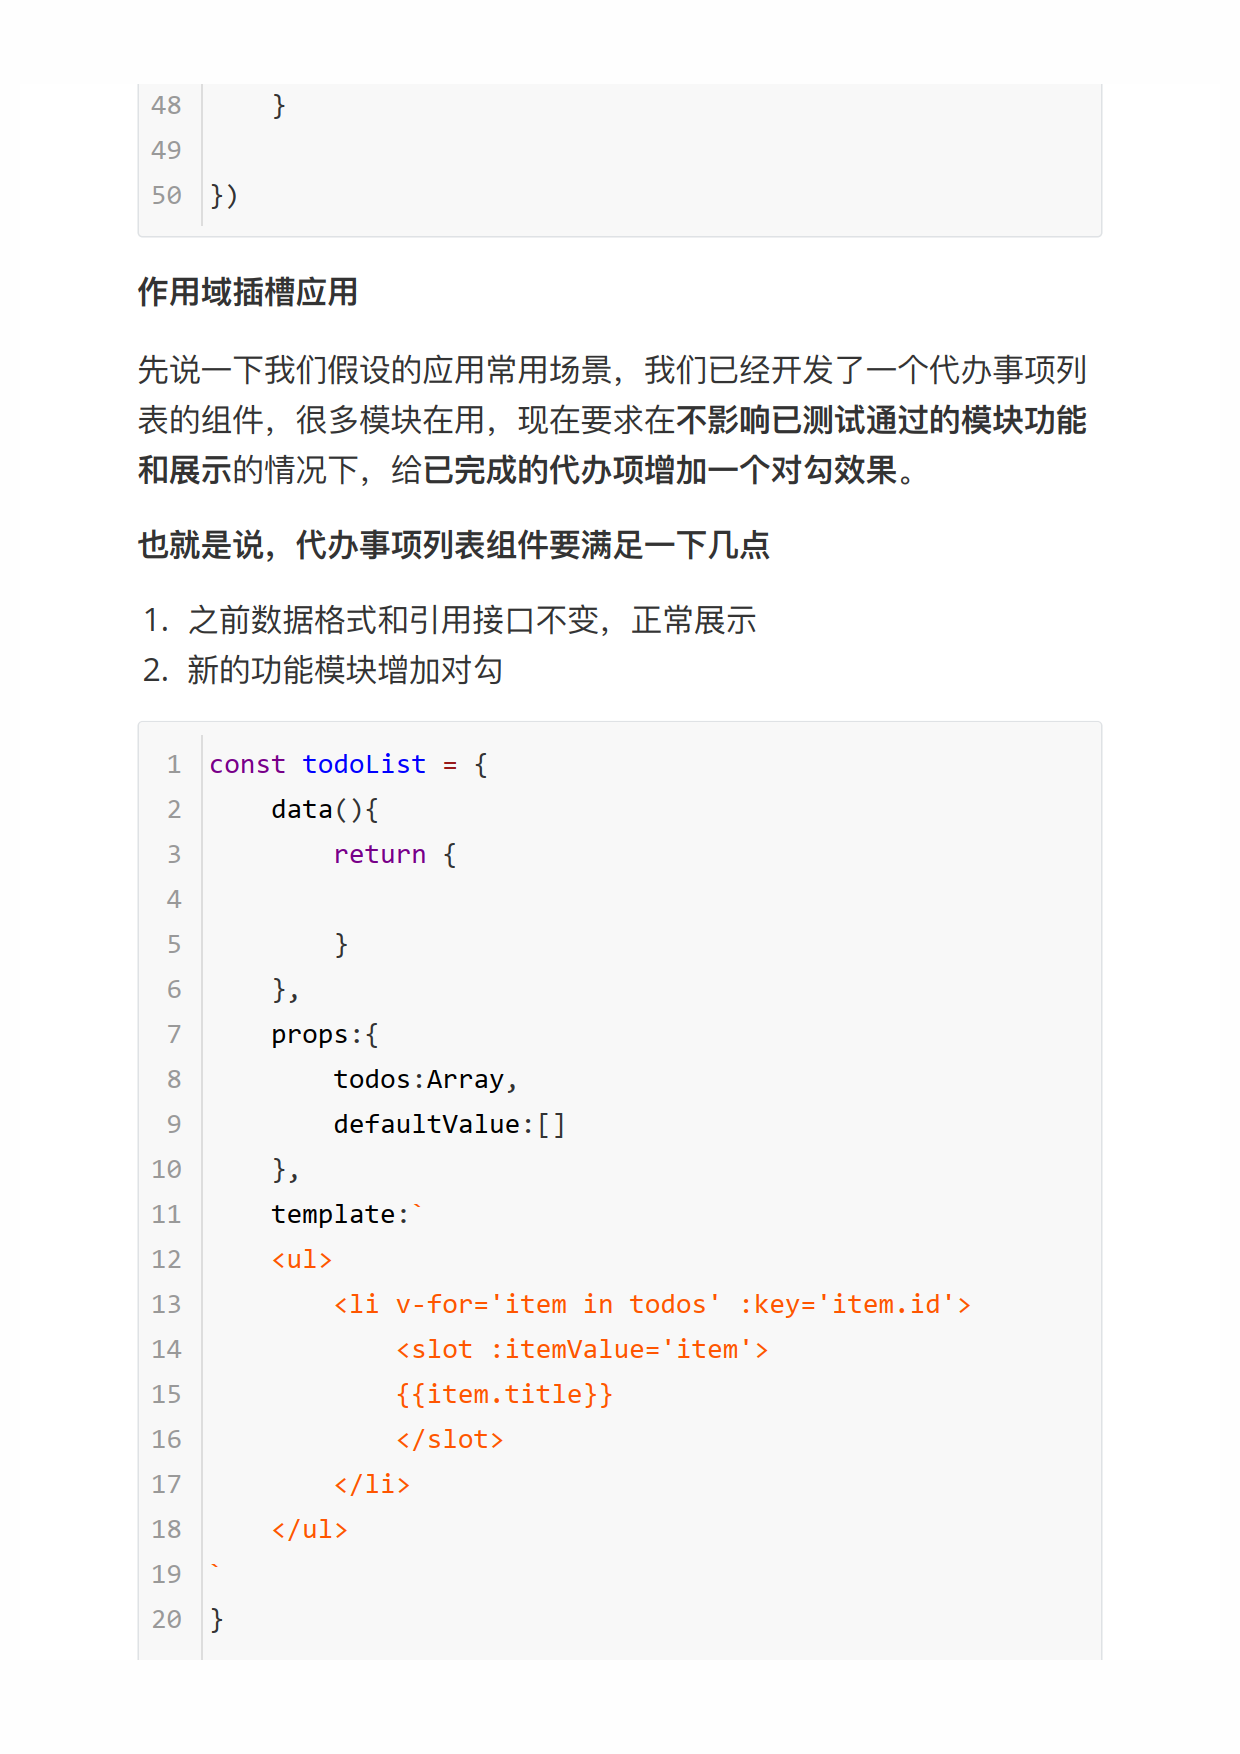 48     }
49
50 })
作用域插槽应用
先说一下我们假设的应用常用场景，我们已经开发了一个代办事项列
表的组件，很多模块在用，现在要求在不影响已测试通过的模块功能
和展示的情况下，给已完成的代办项增加一个对勾效果。
也就是说，代办事项列表组件要满足一下几点
1. 之前数据格式和引用接口不变，正常展示
2. 新的功能模块增加对勾
1 const todoList = {
2     data(){
3         return {
4
5         }
6     },
7     props:{
8         todos:Array,
9         defaultValue:[]
10     },
11     template:`
12     <ul>
13         <li v-for='item in todos' :key='item.id'>
14             <slot :itemValue='item'>
15             {{item.title}}
16             </slot>
17         </li>
18     </ul>
19 `
20 }